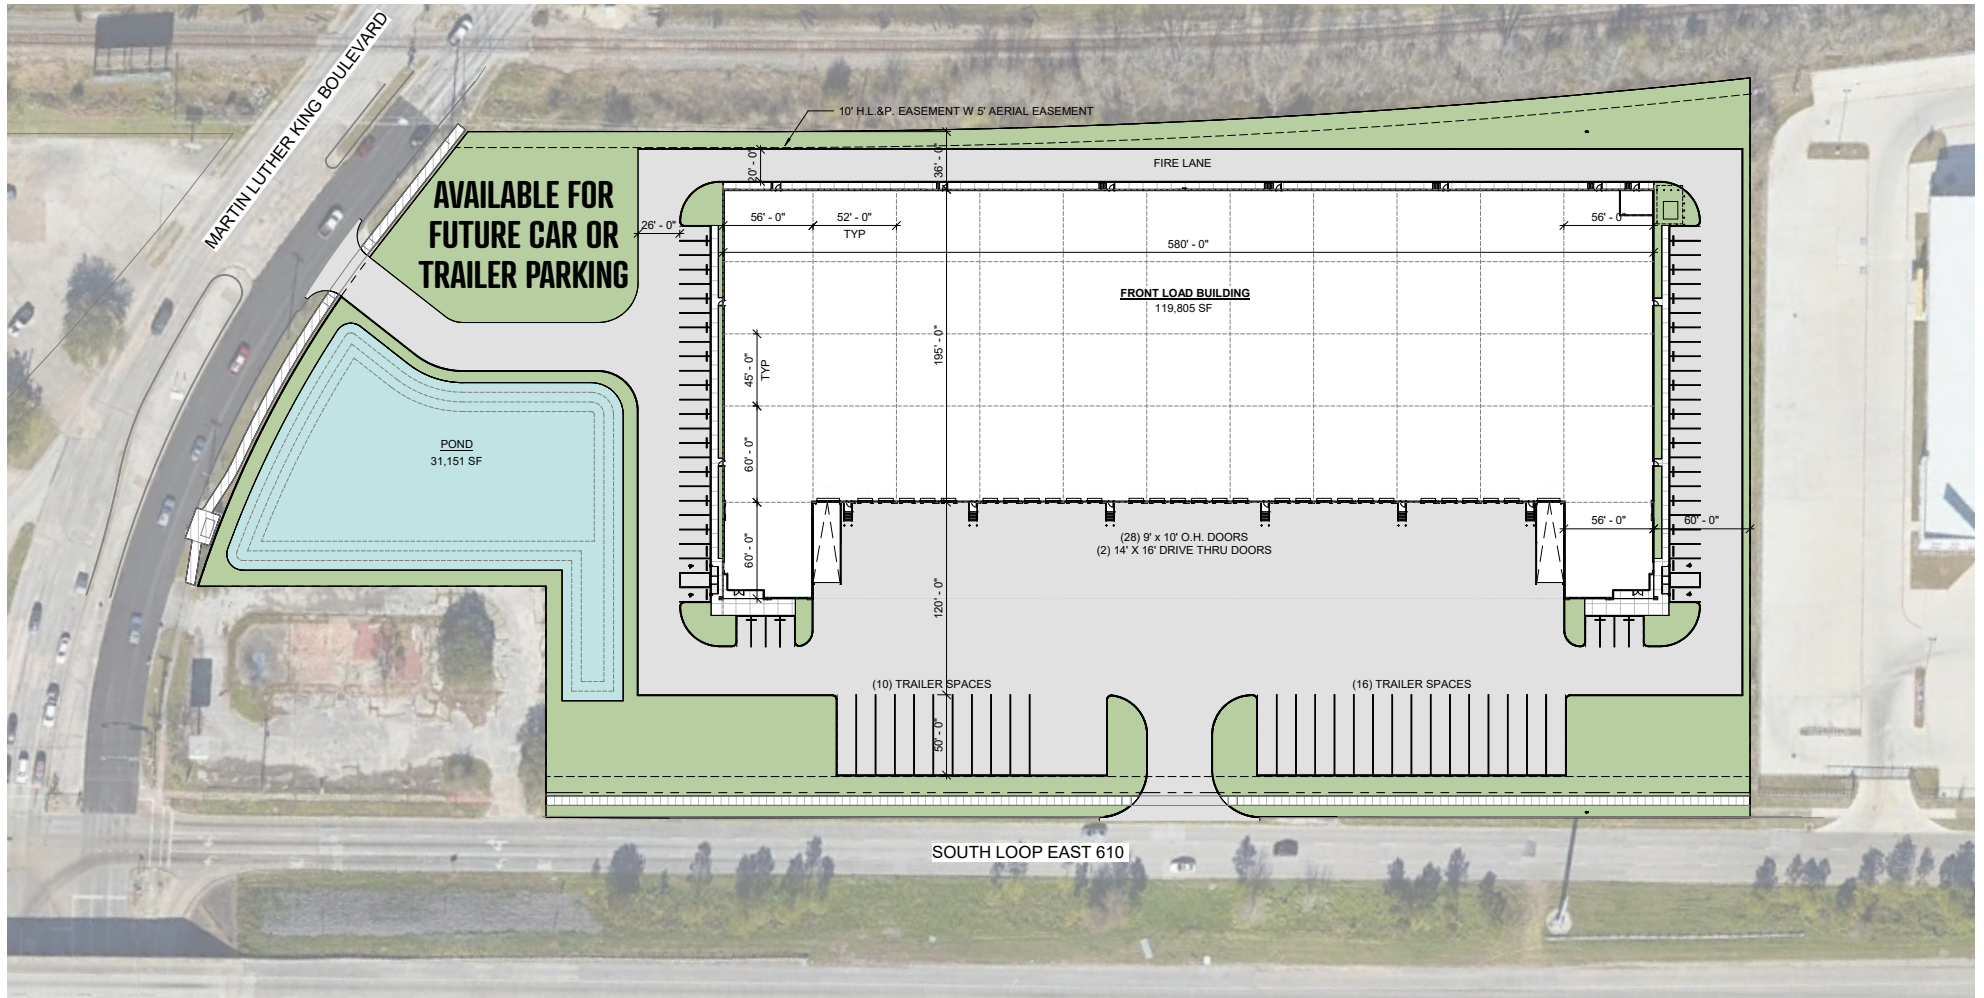 MARTIN LUTHER KING BOULEVARD
10' H.L.&P. EASEMENT W 5' AERIAL EASEMENT
FIRE LANE
20' - 0"
36' - 0"
AVAILABLE FOR
FUTURE CAR OR
TRAILER PARKING
26' - 0"
56' - 0"
52' - 0"
TYP
56' - 0"
580' - 0"
FRONT LOAD BUILDING
119,805 SF
195' - 0"
45' - 0"
TYP
60' - 0"
POND
31,151 SF
60' - 0"
(28) 9' x 10' O.H. DOORS
(2) 14' X 16' DRIVE THRU DOORS
56' - 0"
60' - 0"
120' - 0"
(10) TRAILER SPACES
(16) TRAILER SPACES
50' - 0"
SOUTH LOOP EAST 610